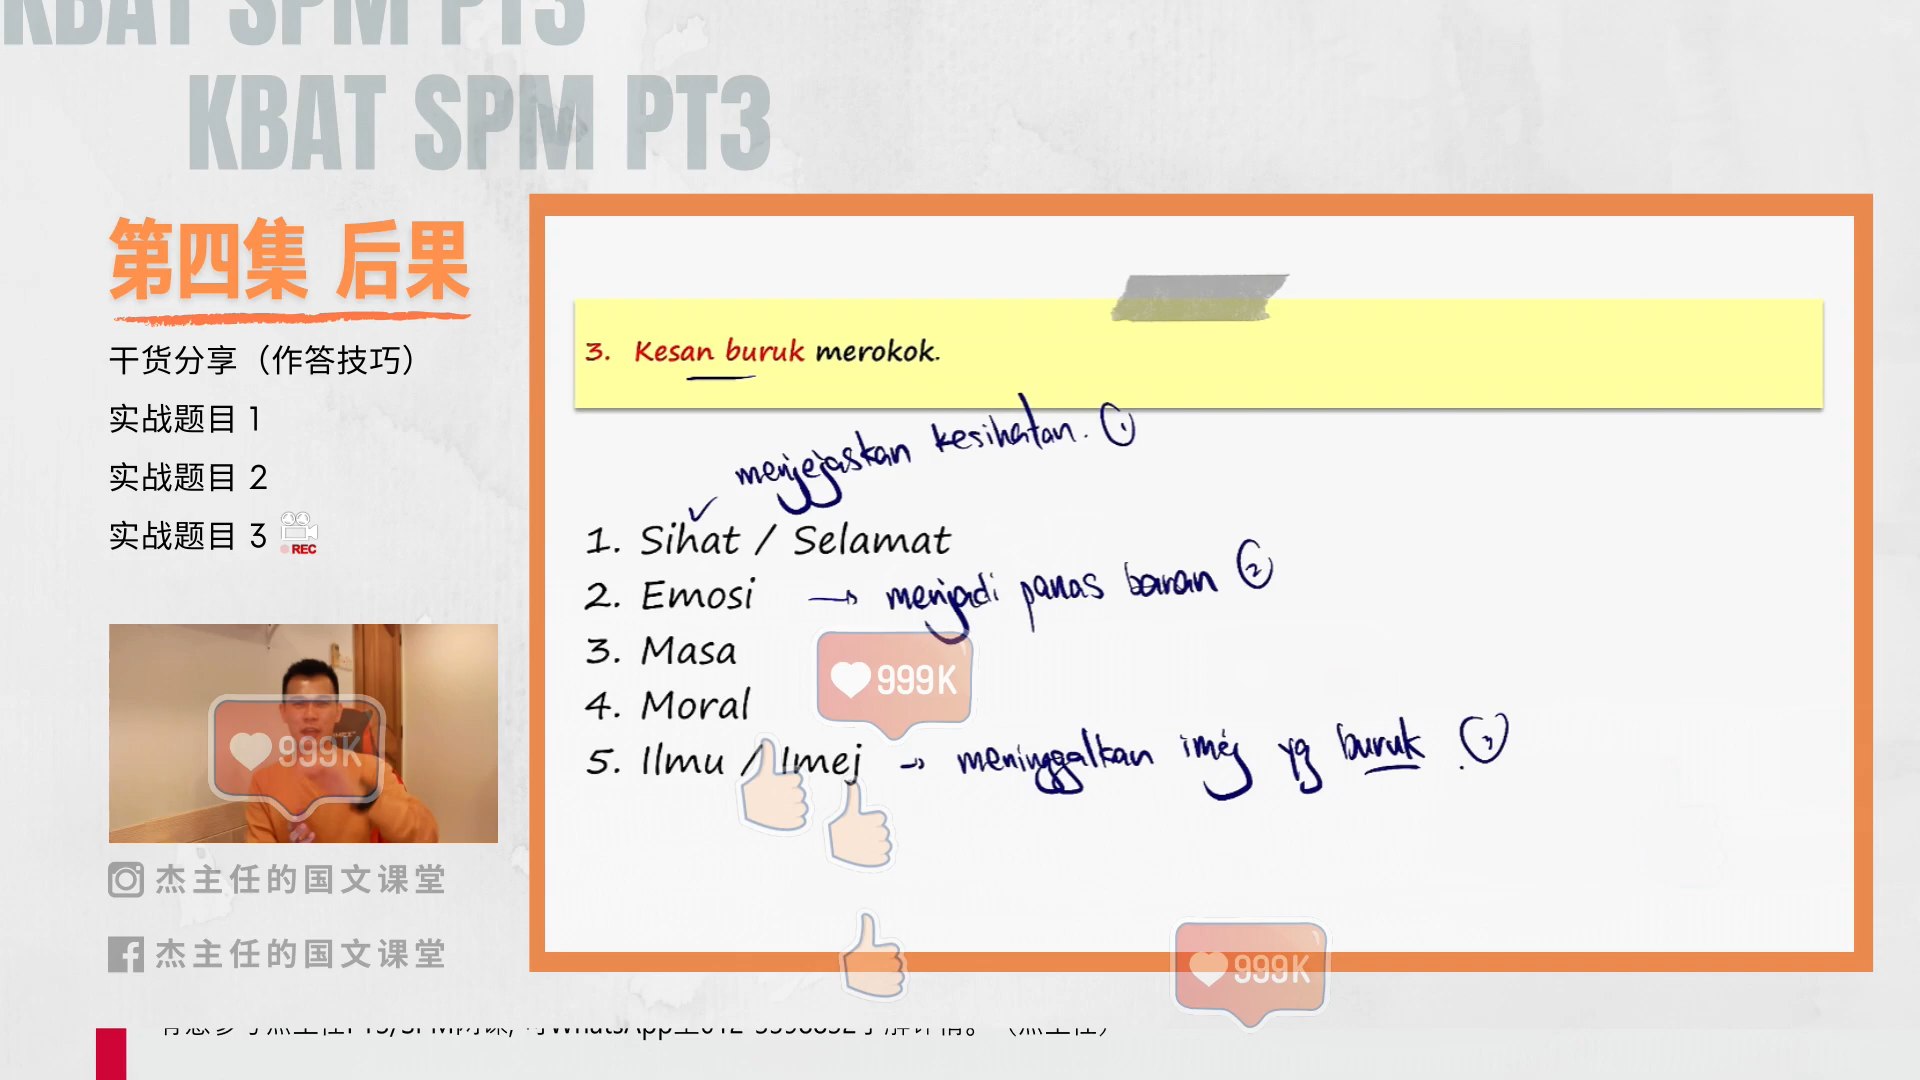 KBAT SPM PT3
KBAT SPM PT3
第四集 后果
干货分享（作答技巧）
实战题目 1
实战题目 2
实战题目 3
REC
3. Kesan buruk merokok.
menjejaskan kesihatan. ①
1. Sihat / Selamat
2. Emosi → menjadi panas baran ②
3. Masa
4. Moral
5. Ilmu / Imej → meninggalkan imej yg buruk. ③
999K
999K
999K
杰主任的国文课堂
杰主任的国文课堂